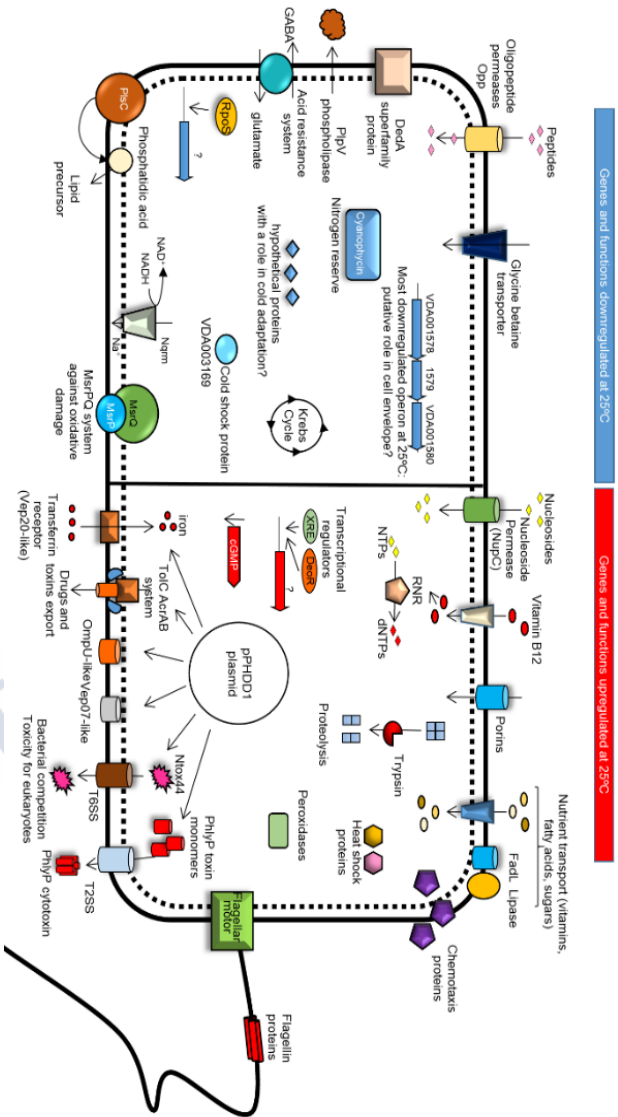 Genes and functions downregulated at 25ºC
Genes and functions upregulated at 25ºC
Peptides
Oligopeptide
permeases
Opp
Glycine betaine
transporter
DedA
superfamily
protein
PlpV
phospholipase
GABA
Acid resistance
system
glutamate
RpoS
?
PlsC
Phosphatidic acid
Lipid
precursor
Cyanophycin
Nitrogen reserve
VDA001578
1579
VDA001580
Most downregulated operon at 25ºC:
putative role in cell envelope?
hypothetical proteins
with a role in cold adaptation?
Krebs
Cycle
Cold shock protein
VDA003169
NAD+
NADH
Nqrm
Na+
MsrQ
MsrP
MsrPQ system
against oxidative
damage
Nucleosides
Nucleoside
Permease
(NupC)
Vitamin B12
Porins
Nutrient transport (vitamins,
fatty acids, sugars)
FadL
Lipase
Chemotaxis
proteins
NTPs
RNR
dNTPs
Trypsin
Proteolysis
Heat shock
proteins
Peroxidases
Transcriptional
regulators
XRE
DecR
?
cGMP
pPHDD1
plasmid
iron
Transferrin
receptor
(Vep20-like)
TolC AcrAB
system
Drugs and
toxins export
OmpU-like
Vep07-like
Ntox44
T6SS
Bacterial competition
Toxicity for eukaryotes
PhlyP toxin
monomers
T2SS
PhlyP cytotoxin
Flagellar
motor
Flagellin
proteins